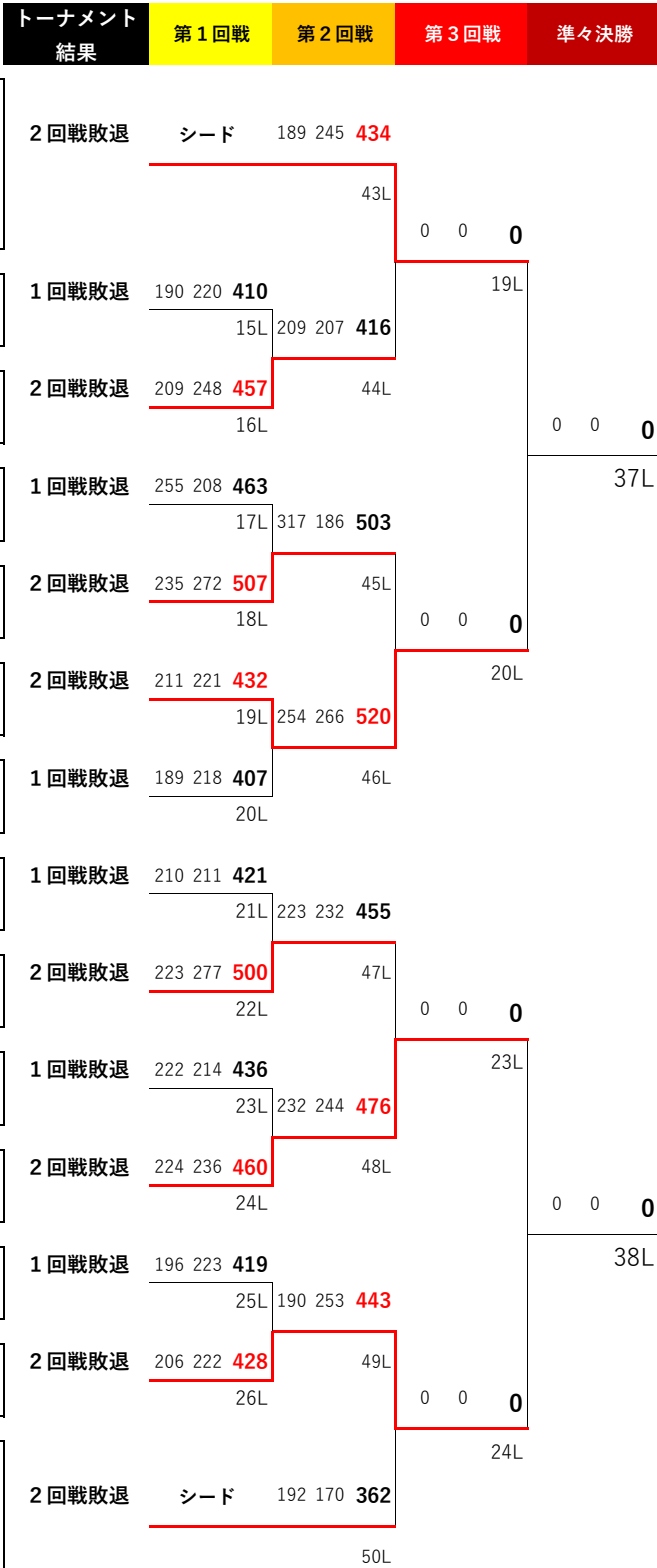 トーナメント
結果
第１回戦
第２回戦
第３回戦
準々決勝
２回戦敗退 シード 189 245 434
43L
0 0 0
19L
１回戦敗退 190 220 410
15L 209 207 416
２回戦敗退 209 248 457 44L
16L
0 0 0
37L
１回戦敗退 255 208 463
17L 317 186 503
２回戦敗退 235 272 507 45L
18L 0 0 0
20L
２回戦敗退 211 221 432
19L 254 266 520
１回戦敗退 189 218 407 46L
20L
１回戦敗退 210 211 421
21L 223 232 455
２回戦敗退 223 277 500 47L
22L 0 0 0
23L
１回戦敗退 222 214 436
23L 232 244 476
２回戦敗退 224 236 460 48L
24L 0 0 0
38L
１回戦敗退 196 223 419
25L 190 253 443
２回戦敗退 206 222 428 49L
26L 0 0 0
24L
２回戦敗退 シード 192 170 362
50L